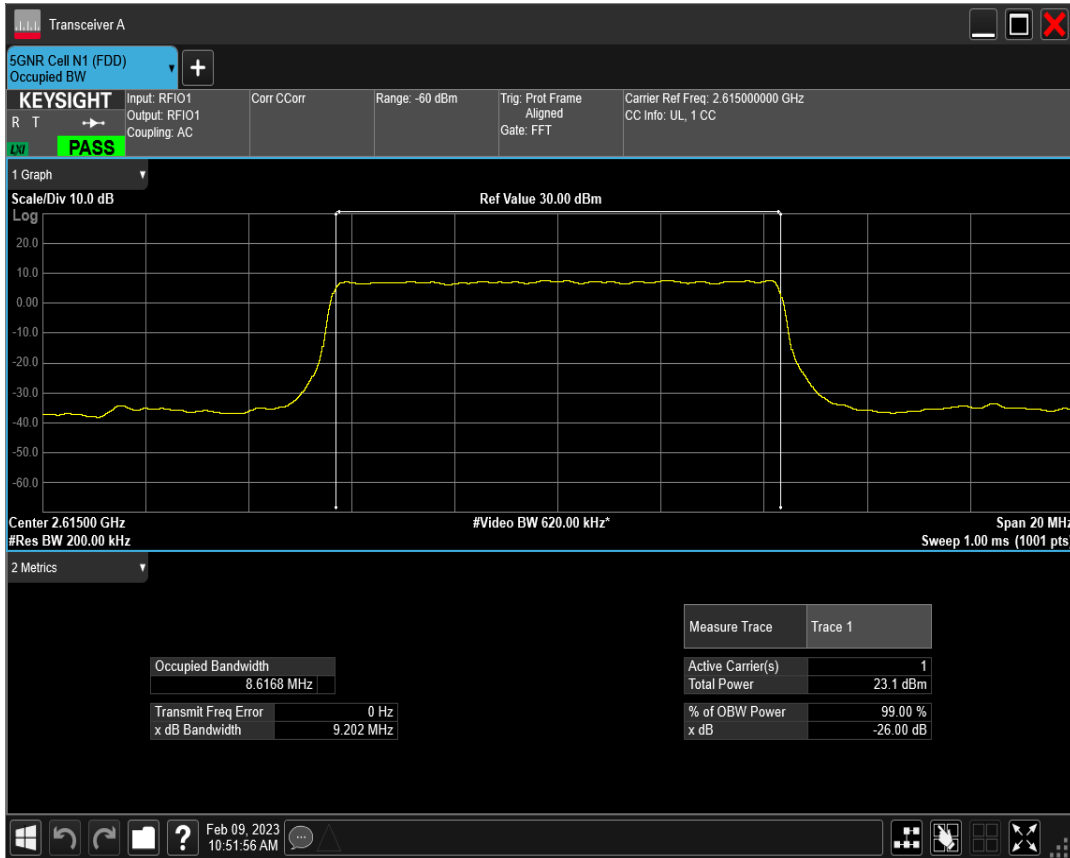 Transceiver A
5GNR Cell N1 (FDD)
Occupied BW
+
KEYSIGHT
R T
LXI
PASS
Input: RFIO1
Output: RFIO1
Coupling: AC
Corr CCorr
Range: -60 dBm
Trig: Prot Frame
Aligned
Gate: FFT
Carrier Ref Freq: 2.615000000 GHz
CC Info: UL, 1 CC
1 Graph
Scale/Div 10.0 dB
Ref Value 30.00 dBm
Log
20.0
10.0
0.00
-10.0
-20.0
-30.0
-40.0
-50.0
-60.0
Center 2.61500 GHz
#Video BW 620.00 kHz*
Span 20 MHz
#Res BW 200.00 kHz
Sweep 1.00 ms (1001 pts)
2 Metrics
Measure Trace Trace 1
Occupied Bandwidth
8.6168 MHz
Active Carrier(s) 1
Total Power 23.1 dBm
Transmit Freq Error 0 Hz
x dB Bandwidth 9.202 MHz
% of OBW Power 99.00 %
x dB -26.00 dB
?
Feb 09, 2023
10:51:56 AM